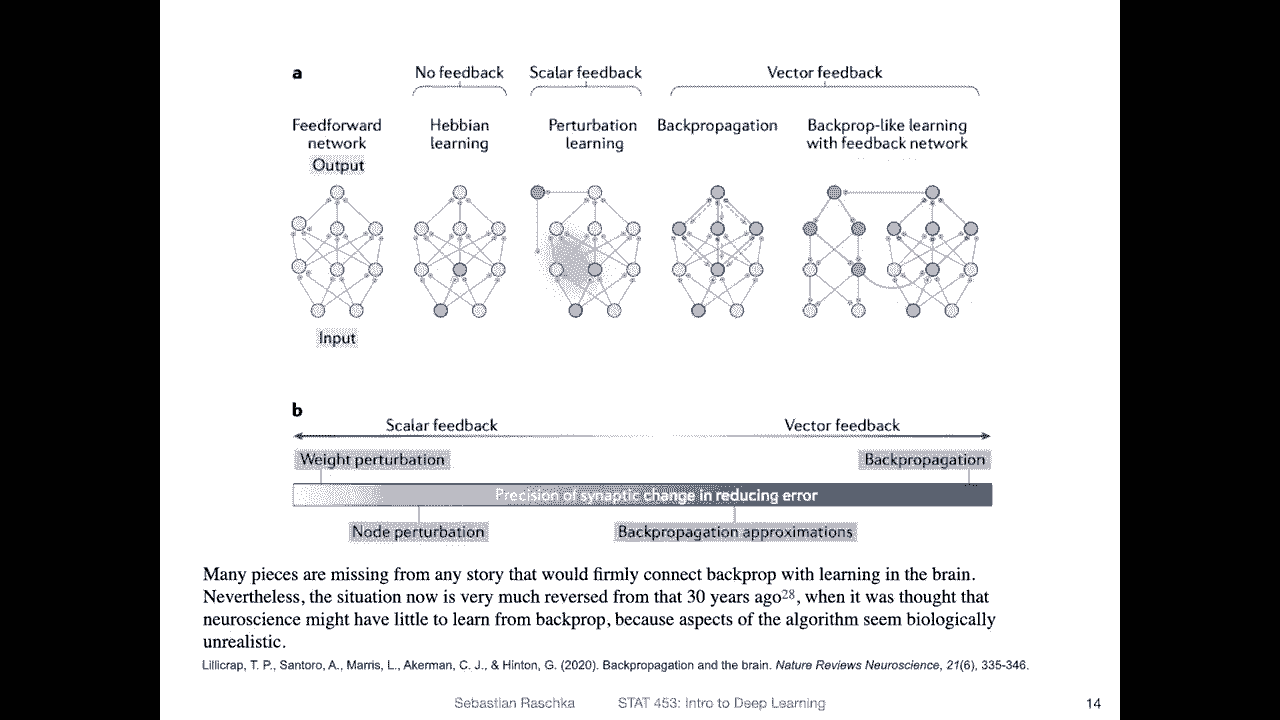 a
No feedback
Scalar feedback
Vector feedback
Feedforward
network
Output
Hebbian
learning
Perturbation
learning
Backpropagation
Backprop-like learning
with feedback network
Input
b
Scalar feedback
Vector feedback
Weight perturbation
Backpropagation
Precision of synaptic change in reducing error
Node perturbation
Backpropagation approximations
Many pieces are missing from any story that would firmly connect backprop with learning in the brain.
Nevertheless, the situation now is very much reversed from that 30 years ago28, when it was thought that
neuroscience might have little to learn from backprop, because aspects of the algorithm seem biologically
unrealistic.
Lillicrap, T. P., Santoro, A., Marris, L., Akerman, C. J., & Hinton, G. (2020). Backpropagation and the brain. Nature Reviews Neuroscience, 21(6), 335-346.
Sebastian Raschka STAT 453: Intro to Deep Learning 14